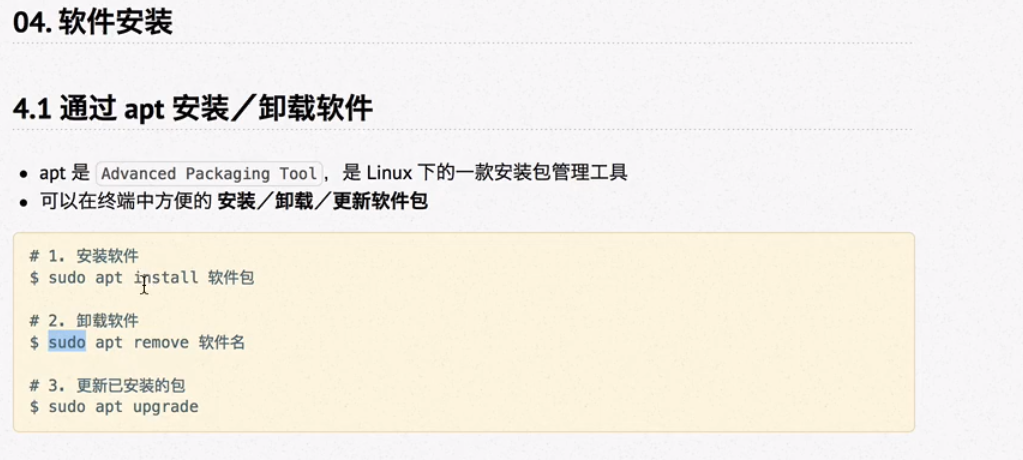 04. 软件安装
4.1 通过 apt 安装／卸载软件
• apt 是 Advanced Packaging Tool，是 Linux 下的一款安装包管理工具
• 可以在终端中方便的 安装／卸载／更新软件包
# 1. 安装软件
$ sudo apt install 软件包
# 2. 卸载软件
$ sudo apt remove 软件名
# 3. 更新已安装的包
$ sudo apt upgrade